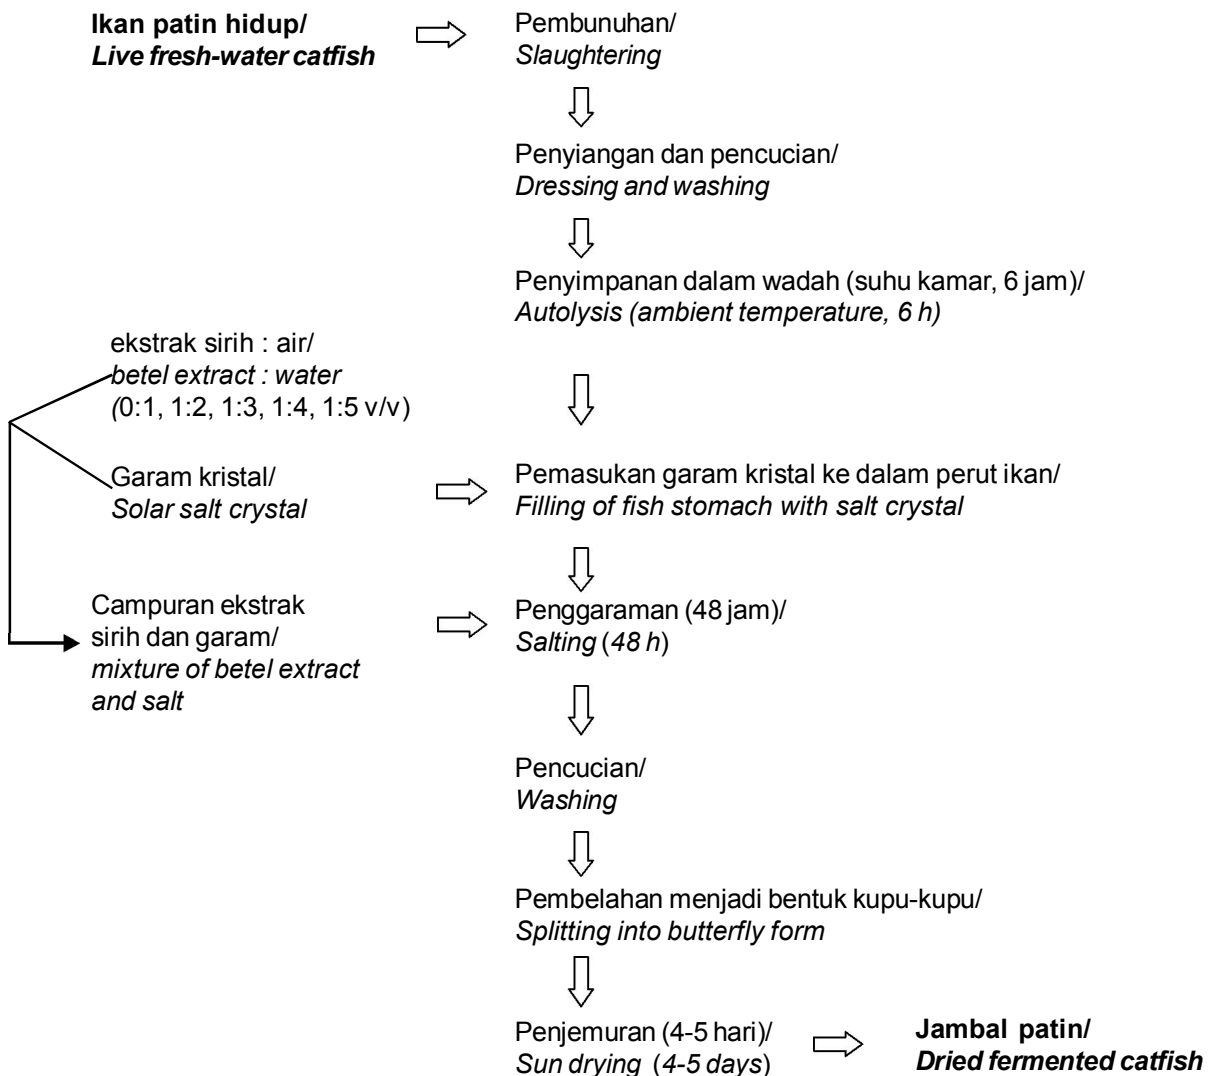 Ikan patin hidup/
Live fresh-water catfish
Pembunuhan/
Slaughtering
Penyiangan dan pencucian/
Dressing and washing
Penyimpanan dalam wadah (suhu kamar, 6 jam)/
Autolysis (ambient temperature, 6 h)
ekstrak sirih : air/
betel extract : water
(0:1, 1:2, 1:3, 1:4, 1:5 v/v)
Garam kristal/
Solar salt crystal
Pemasukan garam kristal ke dalam perut ikan/
Filling of fish stomach with salt crystal
Campuran ekstrak
sirih dan garam/
mixture of betel extract
and salt
Penggaraman (48 jam)/
Salting (48 h)
Pencucian/
Washing
Pembelahan menjadi bentuk kupu-kupu/
Splitting into butterfly form
Penjemuran (4-5 hari)/
Sun drying (4-5 days)
Jambal patin/
Dried fermented catfish